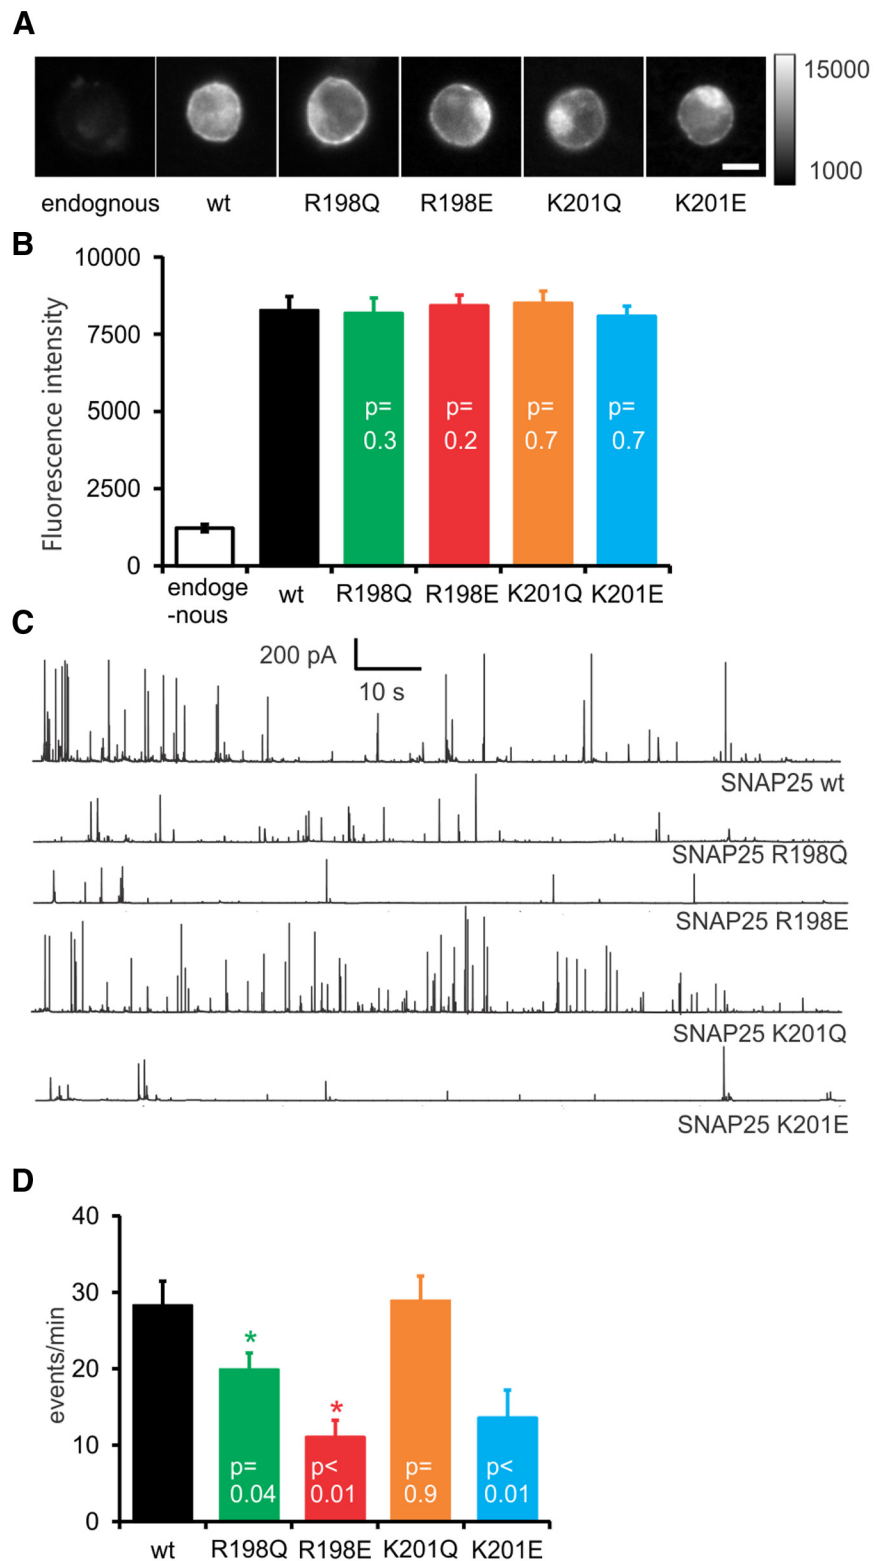 A
15000
1000
endognous wt R198Q R198E K201Q K201E
B
Fluorescence intensity
10000
7500
5000
2500
0
p=
0.3
p=
0.2
p=
0.7
p=
0.7
endoge
-nous
wt R198Q R198E K201Q K201E
C
200 pA
10 s
SNAP25 wt
SNAP25 R198Q
SNAP25 R198E
SNAP25 K201Q
SNAP25 K201E
D
events/min
40
30
20
10
0
*
*
p=
0.04
p<
0.01
p=
0.9
p<
0.01
wt R198Q R198E K201Q K201E